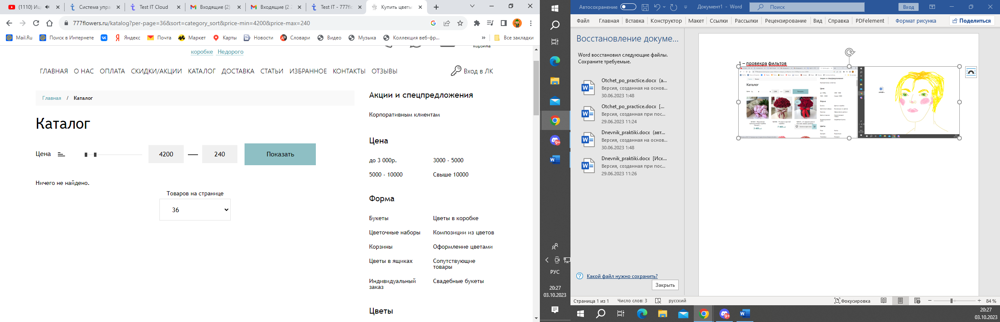 (1110) Ищ
Система упра
Test IT Cloud
Входящие (2)
Входящие (2 2
Test IT - 777flo
Купить цветы
777flowers.ru/katalog?per-page=36&sort=category_sort&price-min=4200&price-max=240
Mail.Ru
Поиск в Интернете
Яндекс
Почта
Маркет
Карты
Новости
Словари
Видео
Музыка
Коллекция веб-фр...
»
Все закладки
корзина
коробке Недорого
ГЛАВНАЯ О НАС ОПЛАТА СКИДКИ/АКЦИИ КАТАЛОГ ДОСТАВКА СТАТЬИ ИЗБРАННОЕ КОНТАКТЫ ОТЗЫВЫ
Вход в ЛК
Главная / Каталог
Каталог
Цена
4200 — 240
Показать
Ничего не найдено.
Товаров на странице
36
Акции и спецпредложения
Корпоративным клиентам
Цена
до 3 000р. 3000 - 5000
5000 - 10000 Свыше 10000
Форма
Букеты Цветы в коробке
Цветочные наборы Композиции из цветов
Корзины Оформление цветами
Цветы в ящиках Сопутствующие
товары
Индивидуальный Свадебные букеты
заказ
Цветы
9+
РУС
20:27
03.10.2023
Автосохранение
Документ1 - Word
Поиск
Вход
Файл Главная Вставка Конструктор Макет Ссылки Рассылки Рецензирование Вид Справка PDFelement Формат рисунка
Поделиться
Восстановление докуме...
Word восстановил следующие файлы.
Сохраните требуемые.
Otchet_po_practice.docx (а...
Версия, созданная на основ...
30.06.2023 1:48
Otchet_po_practice.docx [...
Версия, созданная при пос...
29.06.2023 11:24
Dnevnik_praktiki.docx (авт...
Версия, созданная на основ...
30.06.2023 1:48
Dnevnik_praktiki.docx [Исх...
Версия, созданная при пос...
29.06.2023 11:26
Какой файл нужно сохранить?
Закрыть
1 – провекра фильтов
Каталог
Страница 1 из 1
Число слов: 3
русский
Фокусировка
84 %
9+
20:27
03.10.2023